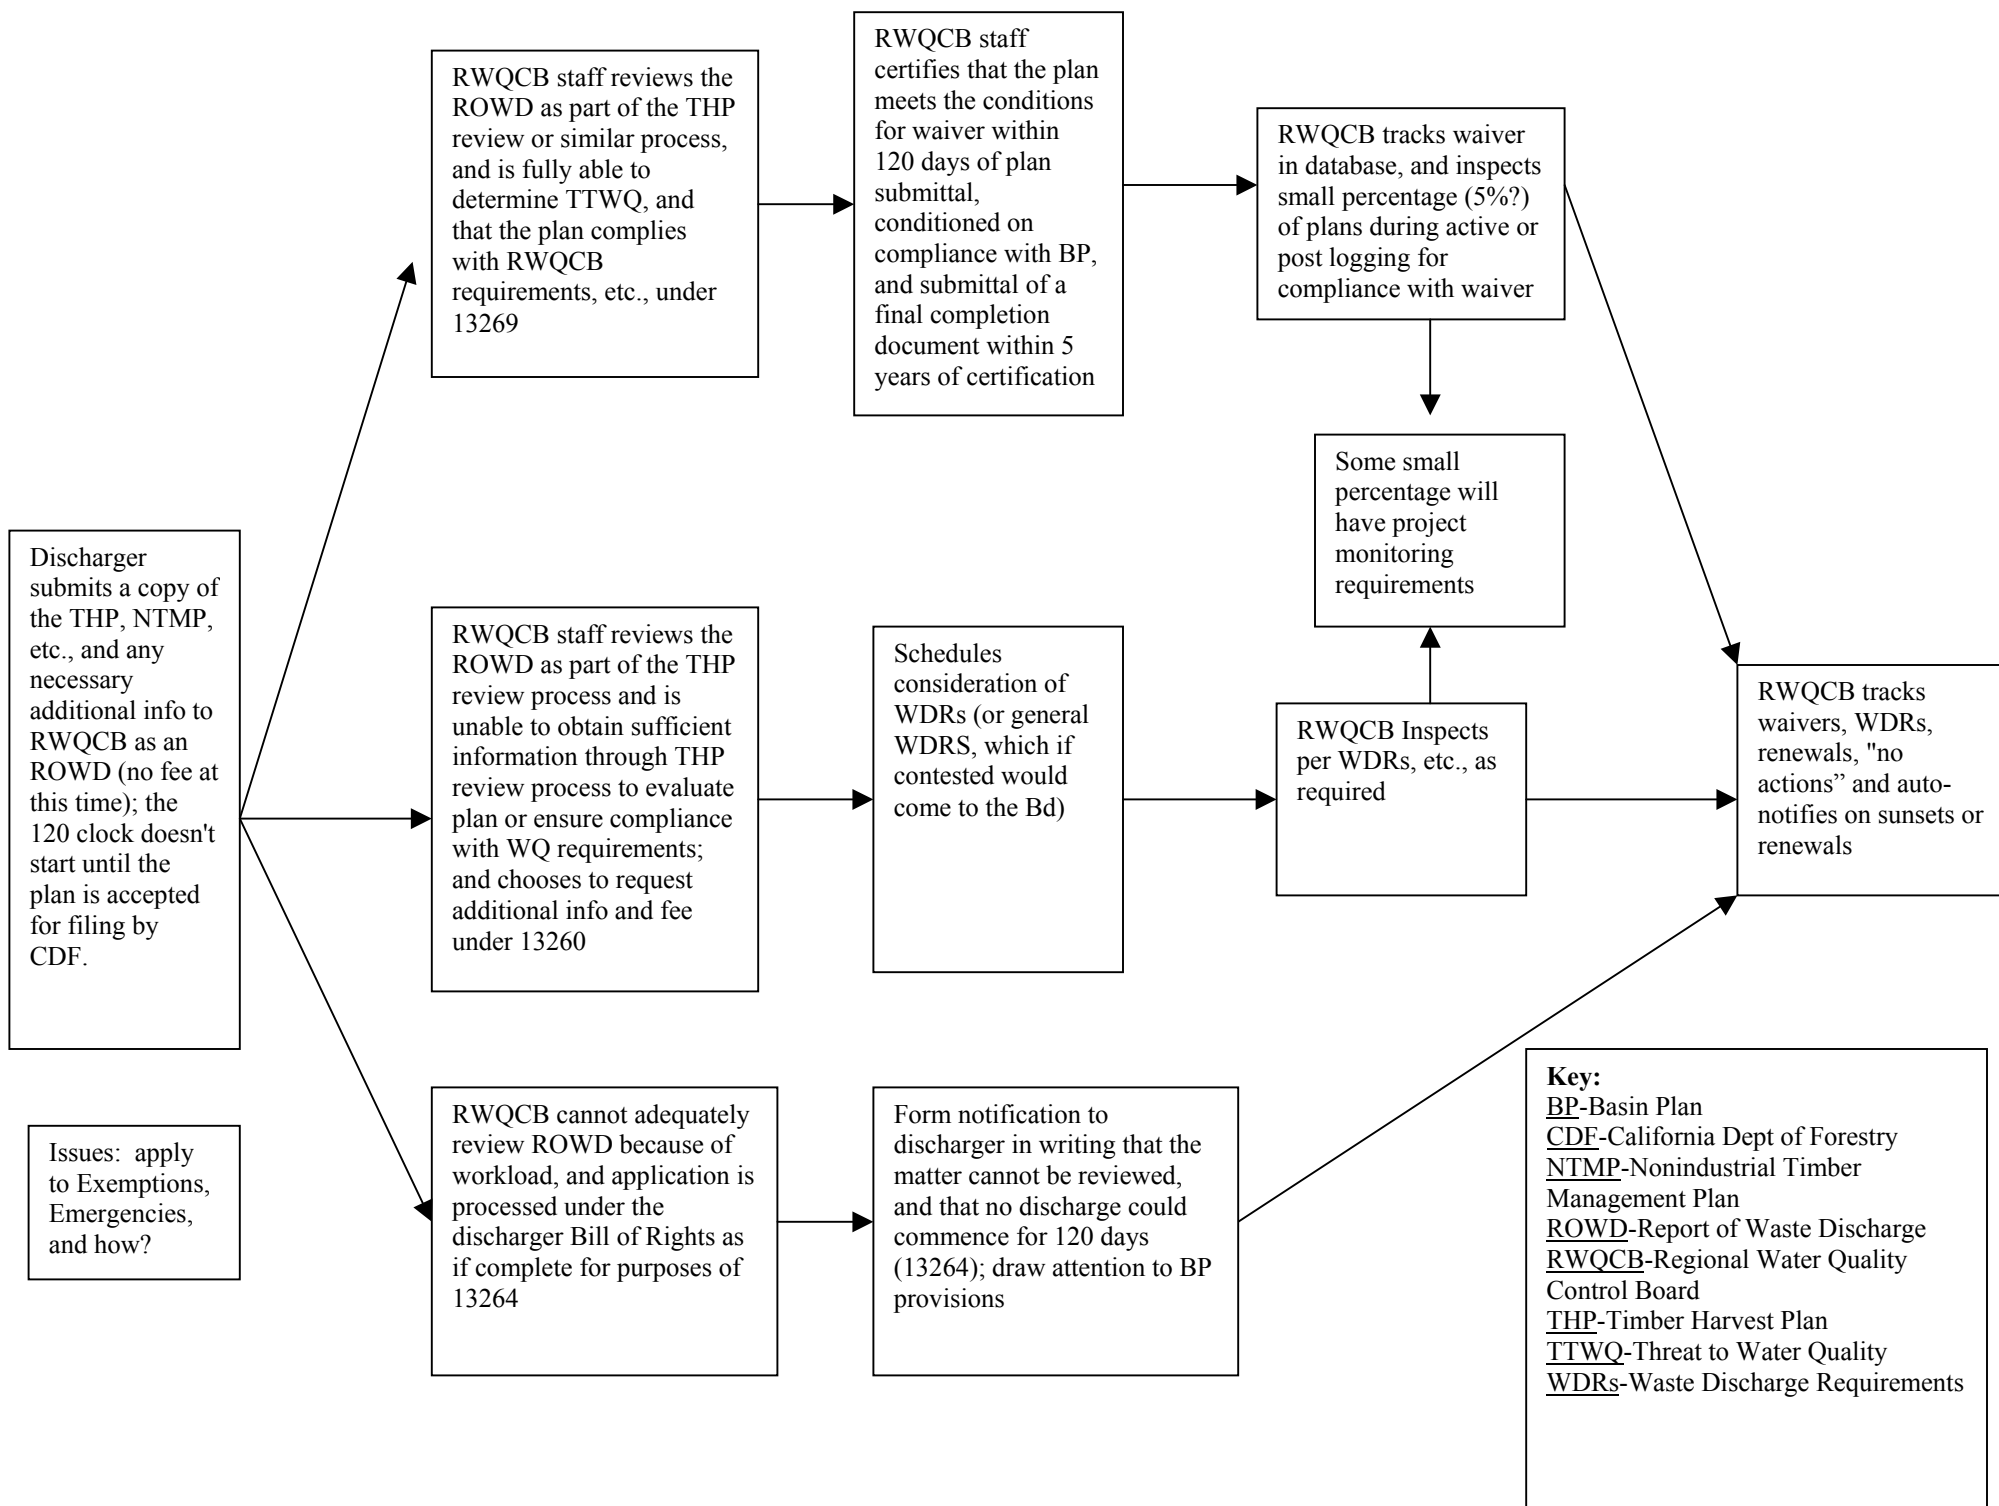 RWQCB staff reviews the
ROWD as part of the THP
review or similar process,
and is fully able to
determine TTWQ, and
that the plan complies
with RWQCB
requirements, etc., under
13269
RWQCB staff
certifies that the plan
meets the conditions
for waiver within
120 days of plan
submittal,
conditioned on
compliance with BP,
and submittal of a
final completion
document within 5
years of certification
RWQCB tracks waiver
in database, and inspects
small percentage (5%?)
of plans during active or
post logging for
compliance with waiver
Some small
percentage will
have project
monitoring
requirements
Discharger
submits a copy of
the THP, NTMP,
etc., and any
necessary
additional info to
RWQCB as an
ROWD (no fee at
this time); the
120 clock doesn't
start until the
plan is accepted
for filing by
CDF.
RWQCB staff reviews the
ROWD as part of the THP
review process and is
unable to obtain sufficient
information through THP
review process to evaluate
plan or ensure compliance
with WQ requirements;
and chooses to request
additional info and fee
under 13260
Schedules
consideration of
WDRs (or general
WDRS, which if
contested would
come to the Bd)
RWQCB Inspects
per WDRs, etc., as
required
RWQCB tracks
waivers, WDRs,
renewals, "no
actions” and auto-
notifies on sunsets or
renewals
Issues:  apply
to Exemptions,
Emergencies,
and how?
RWQCB cannot adequately
review ROWD because of
workload, and application is
processed under the
discharger Bill of Rights as
if complete for purposes of
13264
Form notification to
discharger in writing that the
matter cannot be reviewed,
and that no discharge could
commence for 120 days
(13264); draw attention to BP
provisions
Key:
BP-Basin Plan
CDF-California Dept of Forestry
NTMP-Nonindustrial Timber
Management Plan
ROWD-Report of Waste Discharge
RWQCB-Regional Water Quality
Control Board
THP-Timber Harvest Plan
TTWQ-Threat to Water Quality
WDRs-Waste Discharge Requirements